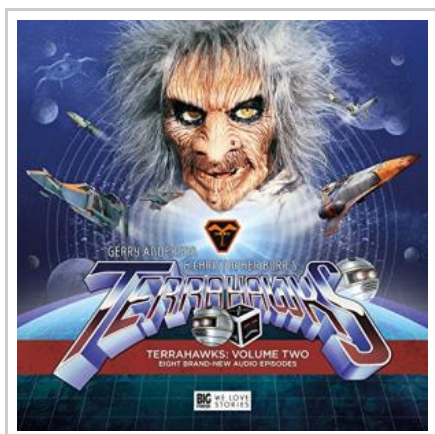 GERRY ANDERSON
& CHRISTOPHER BURR'S
TERRAHAWKS
TERRAHAWKS: VOLUME TWO
EIGHT BRAND-NEW AUDIO EPISODES
BIG FINISH
WE LOVE
STORIES